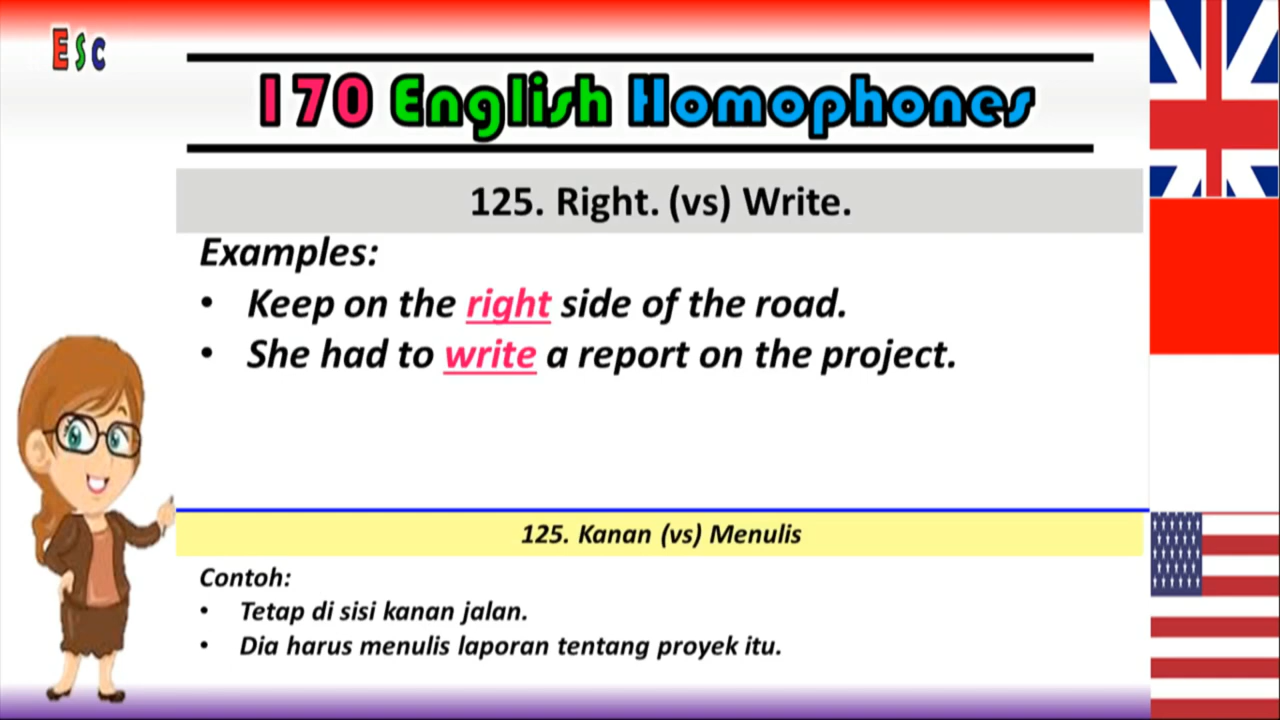 Esc
170 English Homophones
125. Right. (vs) Write.
Examples:
• Keep on the right side of the road.
• She had to write a report on the project.
125. Kanan (vs) Menulis
Contoh:
• Tetap di sisi kanan jalan.
• Dia harus menulis laporan tentang proyek itu.